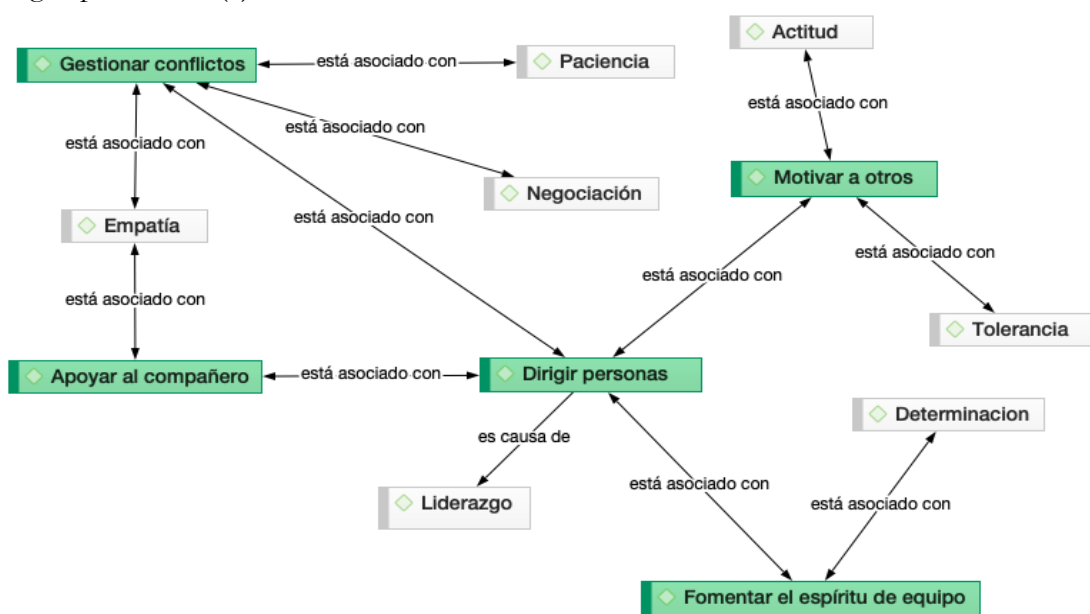 Actitud
Gestionar conflictos
está asociado con
Paciencia
está asociado con
está asociado con
está asociado con
Motivar a otros
Negociación
Empatía
está asociado con
está asociado con
está asociado con
está asociado con
Tolerancia
Apoyar al compañero
está asociado con
Dirigir personas
Determinacion
es causa de
está asociado con
Liderazgo
está asociado con
Fomentar el espíritu de equipo